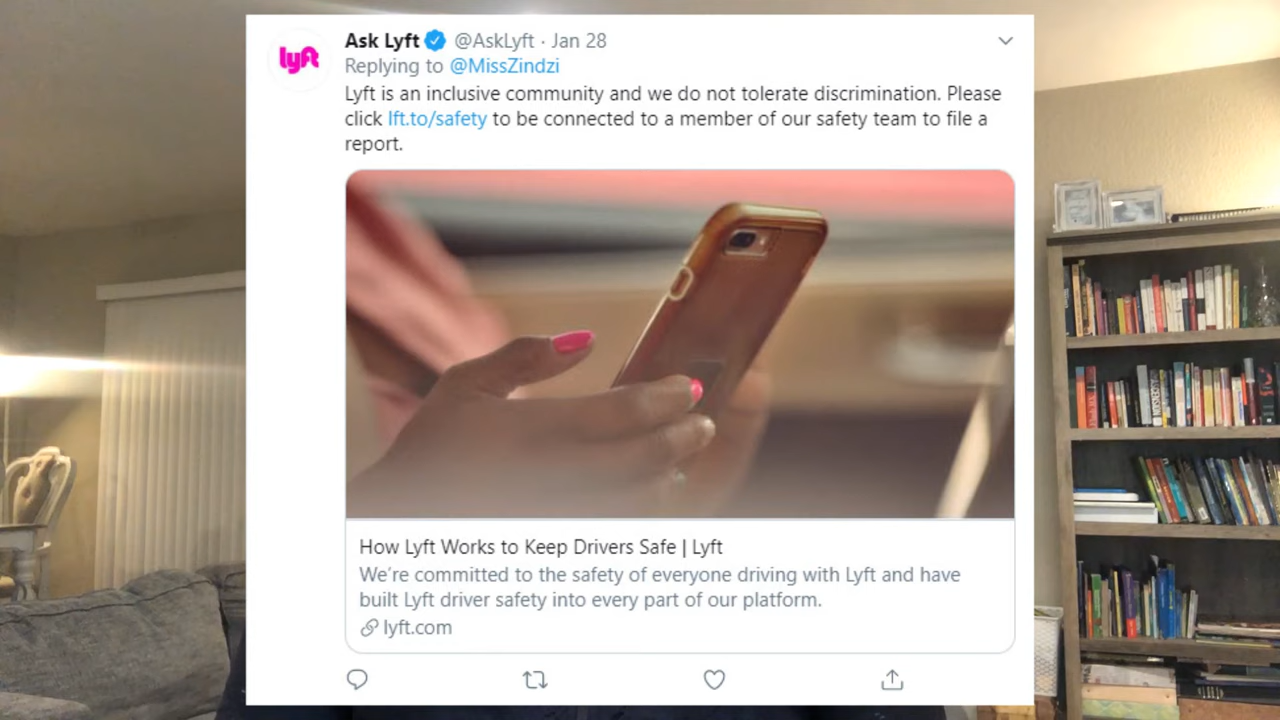 lyft
Ask Lyft @AskLyft · Jan 28
Replying to @MissZindzi
Lyft is an inclusive community and we do not tolerate discrimination. Please
click lft.to/safety to be connected to a member of our safety team to file a
report.
How Lyft Works to Keep Drivers Safe | Lyft
We're committed to the safety of everyone driving with Lyft and have
built Lyft driver safety into every part of our platform.
lyft.com